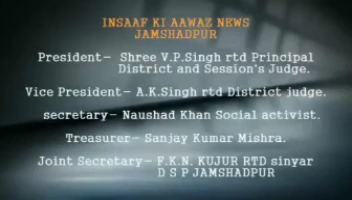 INSAAF KI AAWAZ NEWS
JAMSHADPUR
President- Shree V.P.Singh rtd Principal
District and Session's Judge.
Vice President- A.K.Singh rtd District judge.
secretary- Naushad Khan Social activist.
Treasurer- Sanjay Kumar Mishra.
Joint Secretary- F.K.N. KUJUR RTD sinyar
D S P JAMSHADPUR